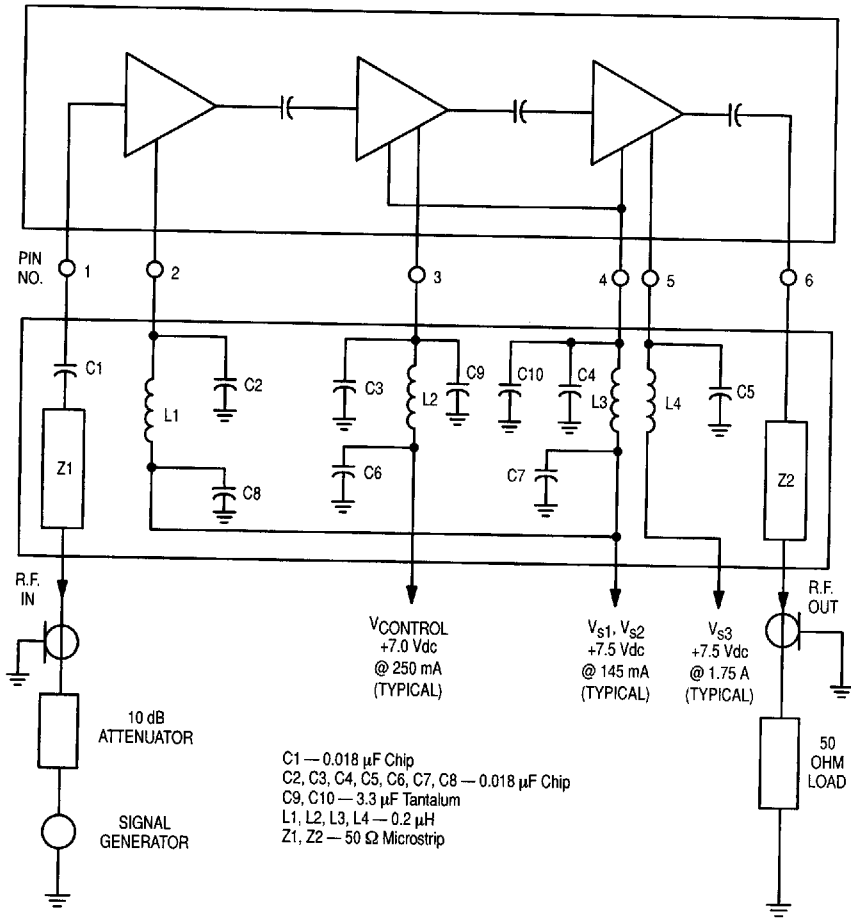 PIN
NO.
1
2
3
4
5
6
C1
C2
C3
L2
C9
C10
C4
L3
L4
C5
L1
Z1
C8
C6
C7
Z2
R.F.
IN
VCONTROL
+7.0 Vdc
@ 250 mA
(TYPICAL)
Vs1, Vs2
+7.5 Vdc
@ 145 mA
(TYPICAL)
Vs3
+7.5 Vdc
@ 1.75 A
(TYPICAL)
R.F.
OUT
10 dB
ATTENUATOR
SIGNAL
GENERATOR
50
OHM
LOAD
C1 — 0.018 µF Chip
C2, C3, C4, C5, C6, C7, C8 — 0.018 µF Chip
C9, C10 — 3.3 µF Tantalum
L1, L2, L3, L4 — 0.2 µH
Z1, Z2 — 50 Ω Microstrip